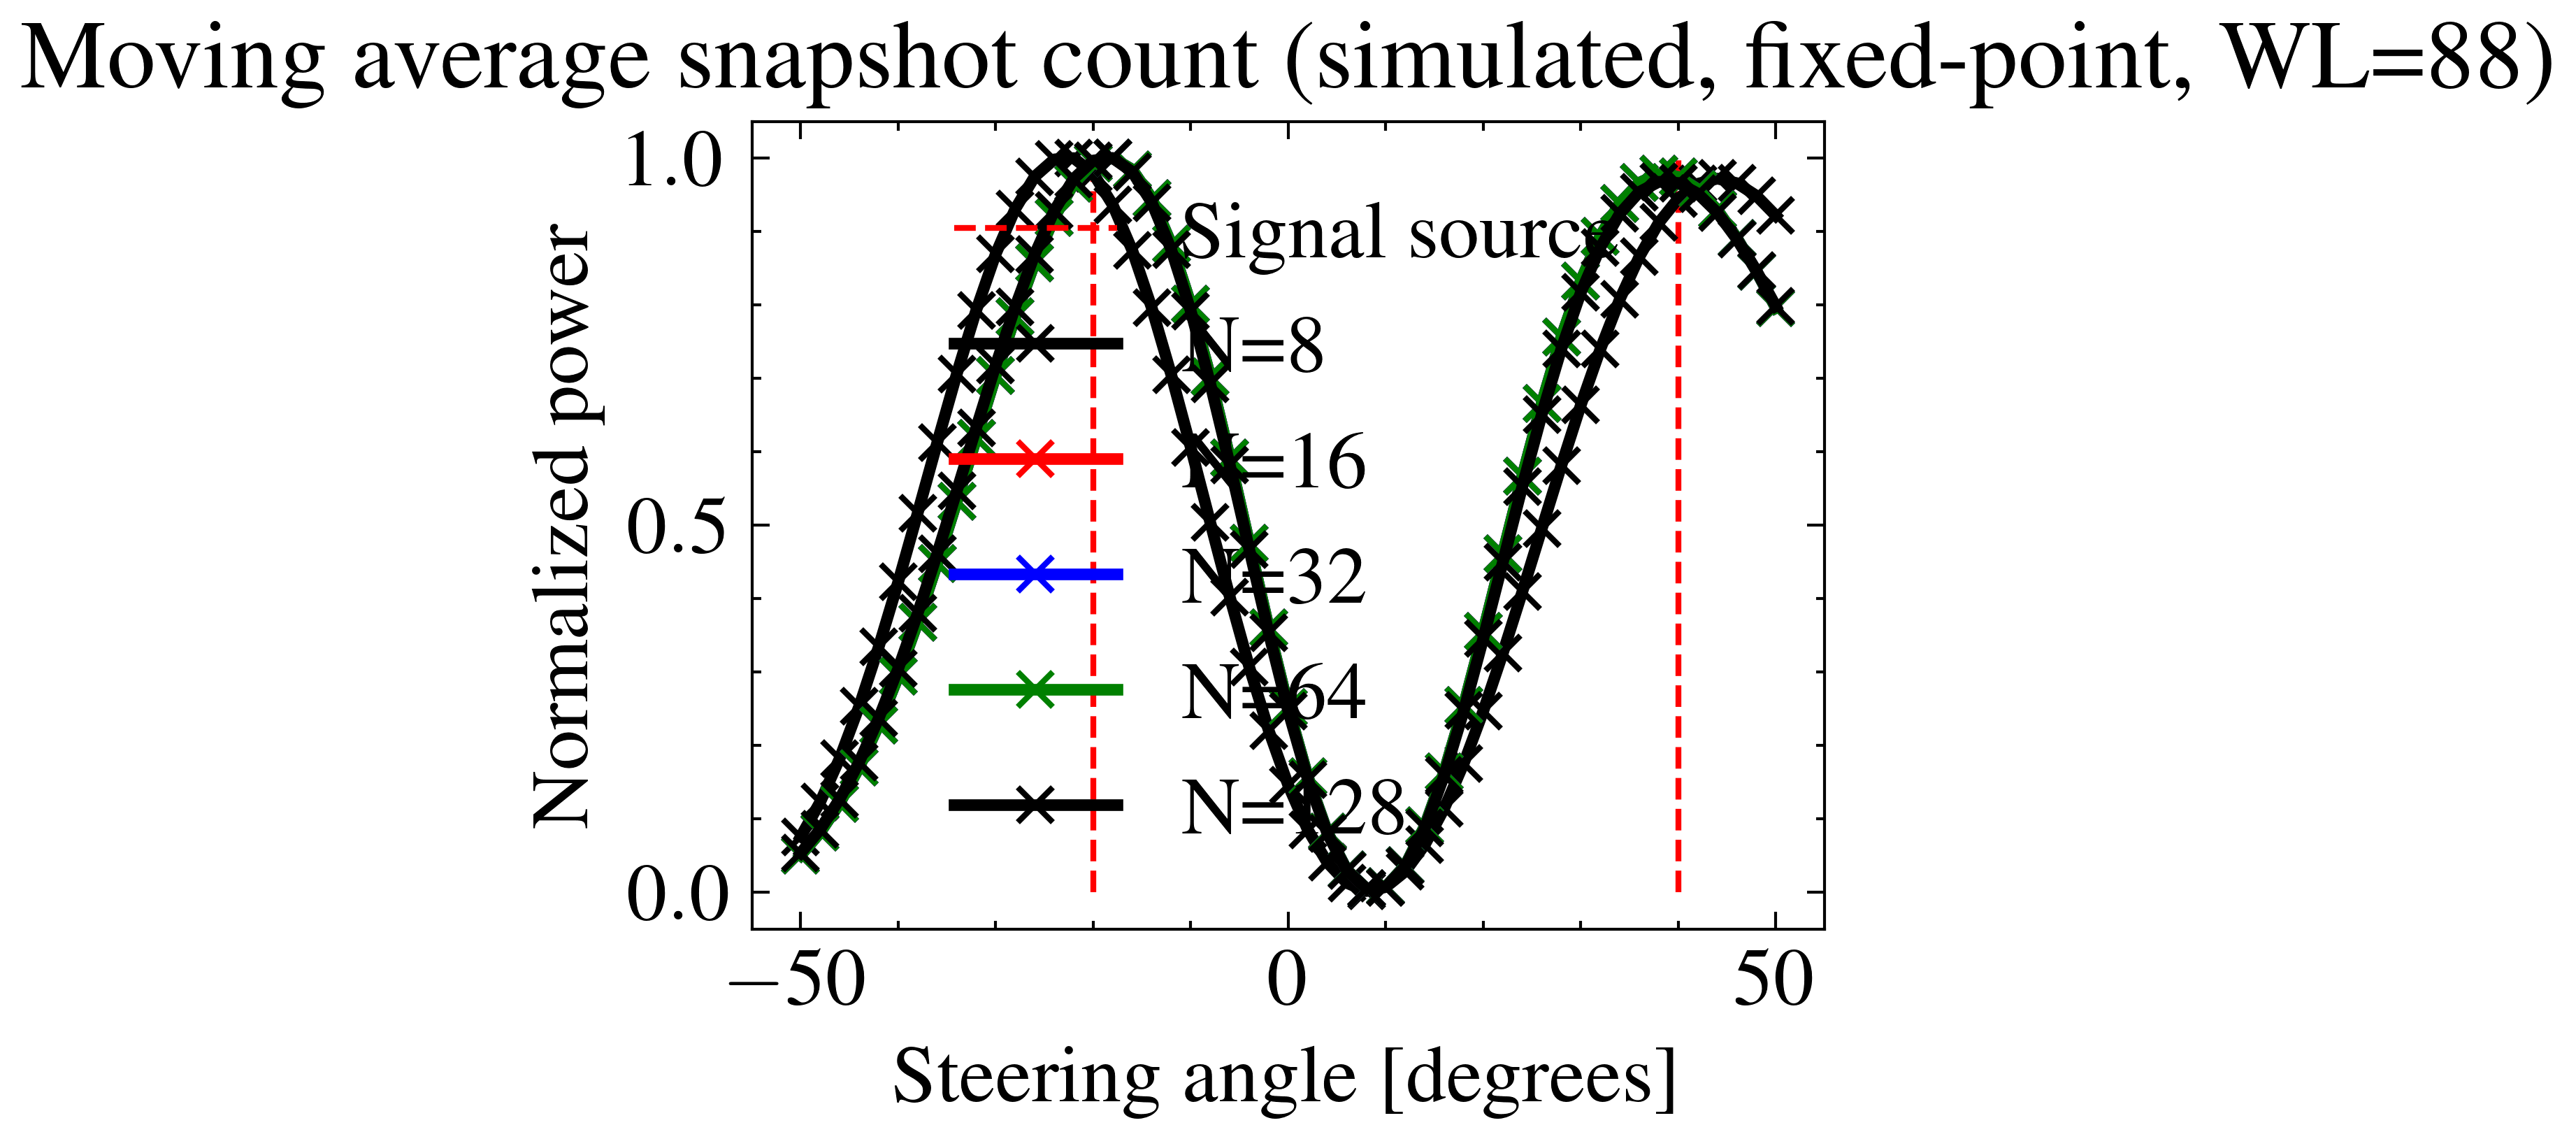 Moving average snapshot count (simulated, fixed-point, WL=88)
Normalized power
1.0
0.5
0.0
Signal source
N=8
N=16
N=32
N=64
N=128
−50
0
50
Steering angle [degrees]